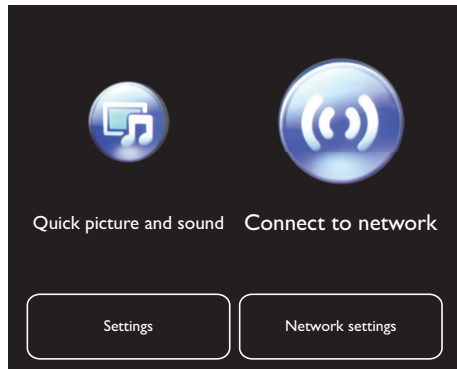 Quick picture and sound
Connect to network
Settings
Network settings